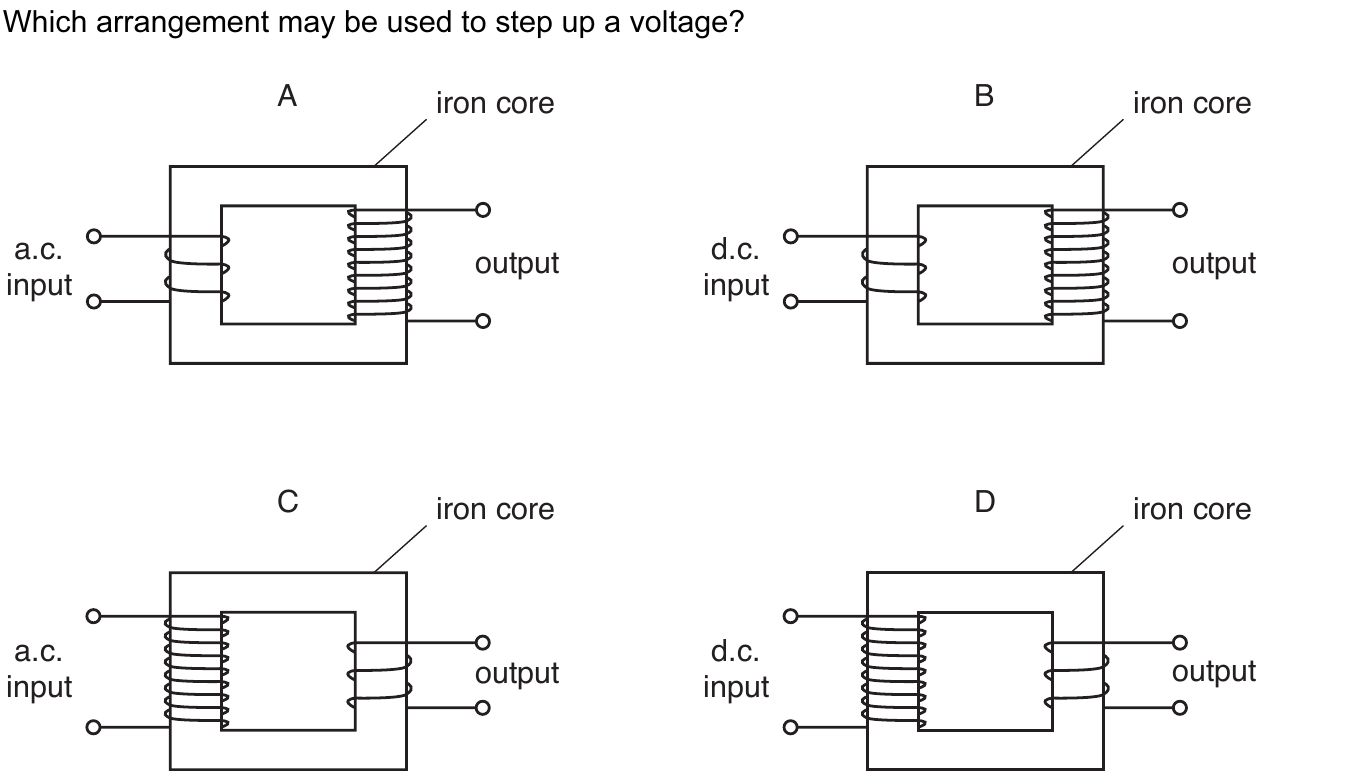 Which arrangement may be used to step up a voltage?
A
iron core
a.c.
input
output
B
iron core
d.c.
input
output
C
iron core
a.c.
input
output
D
iron core
d.c.
input
output